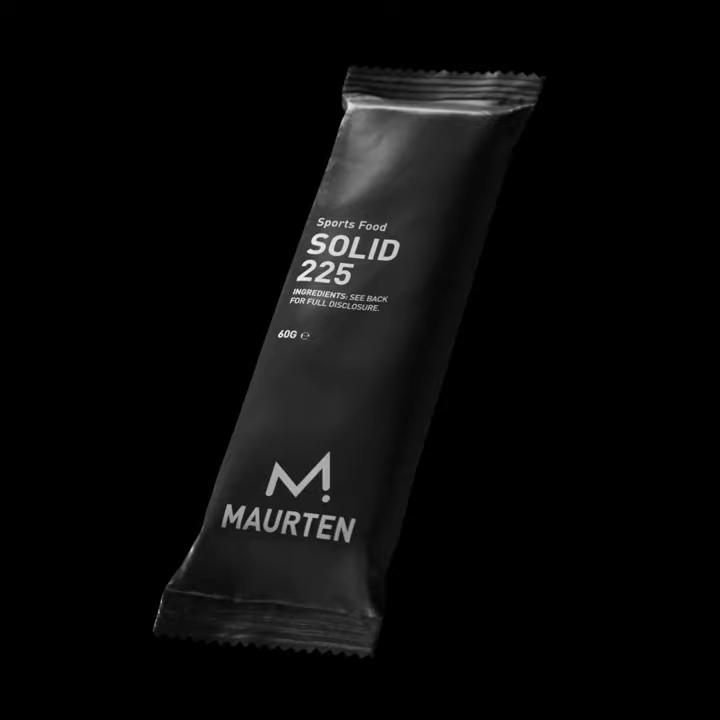 Sports Food
SOLID
225
INGREDIENTS: SEE BACK
FOR FULL DISCLOSURE.
60G ℮
MAURTEN